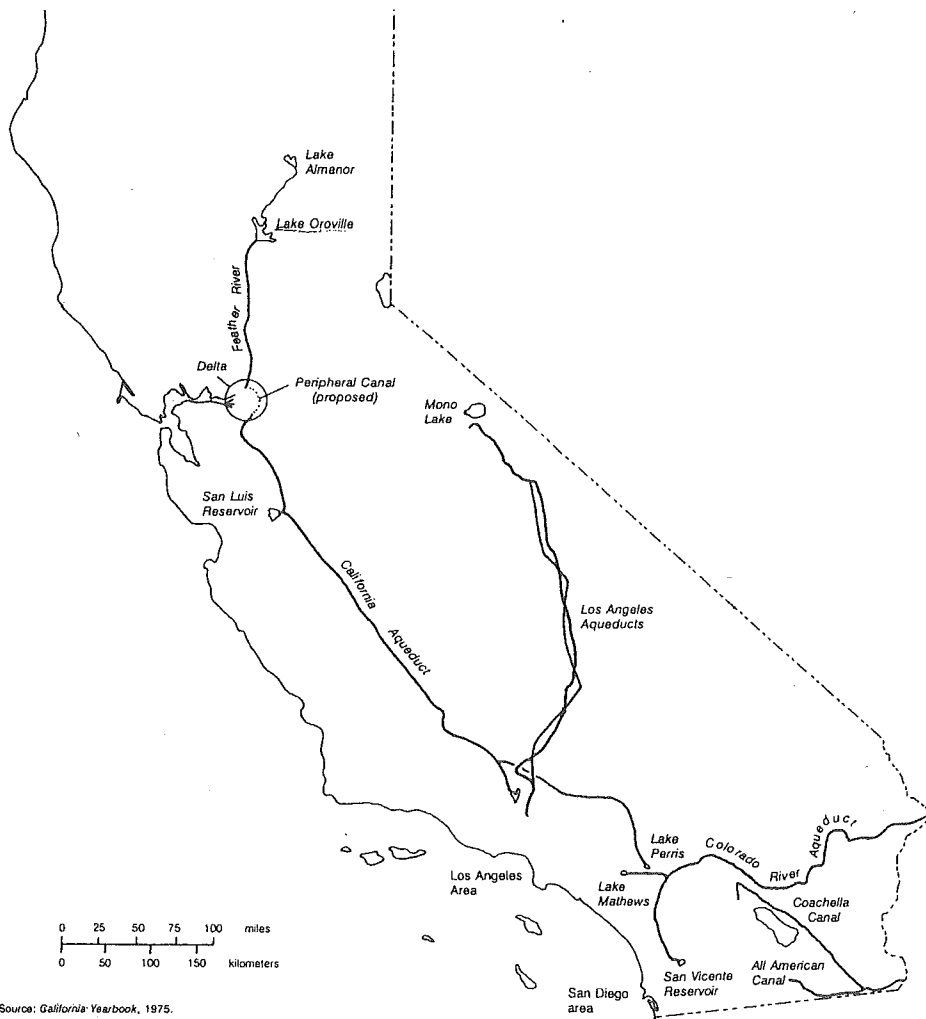 Lake
Almanor
Lake Oroville
Feather River
Delta
Peripheral Canal
(proposed)
Mono
Lake
San Luis
Reservoir
California
Aqueduct
Los Angeles
Aqueducts
Lake
Perris
Colorado River Aqueduct
Los Angeles
Area
Lake
Mathews
Coachella
Canal
0 25 50 75 100 miles
0 50 100 150 kilometers
San Vicente
Reservoir
All American
Canal
San Diego
area
Source: California Yearbook, 1975.